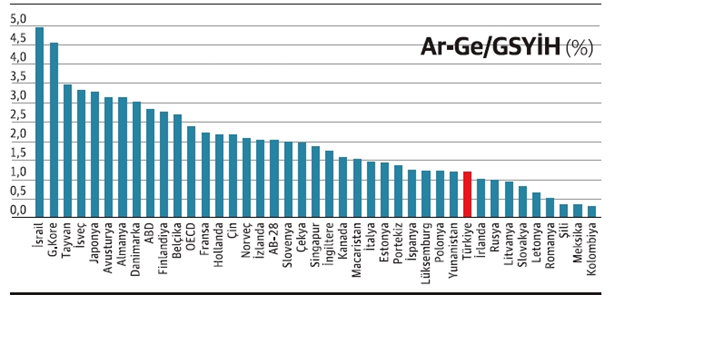 Ar-Ge/GSYİH (%)
5,0
4,5
4,0
3,5
3,0
2,5
2,0
1,5
1,0
0,5
0,0
İsrail
G.Kore
Tayvan
İsveç
Japonya
Avusturya
Almanya
Danimarka
ABD
Finlandiya
Belçika
OECD
Fransa
Hollanda
Çin
Norveç
İzlanda
AB-28
Slovenya
Çekya
Singapur
İngiltere
Kanada
Macaristan
İtalya
Estonya
Portekiz
İspanya
Lüksemburg
Polonya
Yunanistan
Türkiye
İrlanda
Rusya
Litvanya
Slovakya
Letonya
Romanya
Şili
Meksika
Kolombiya